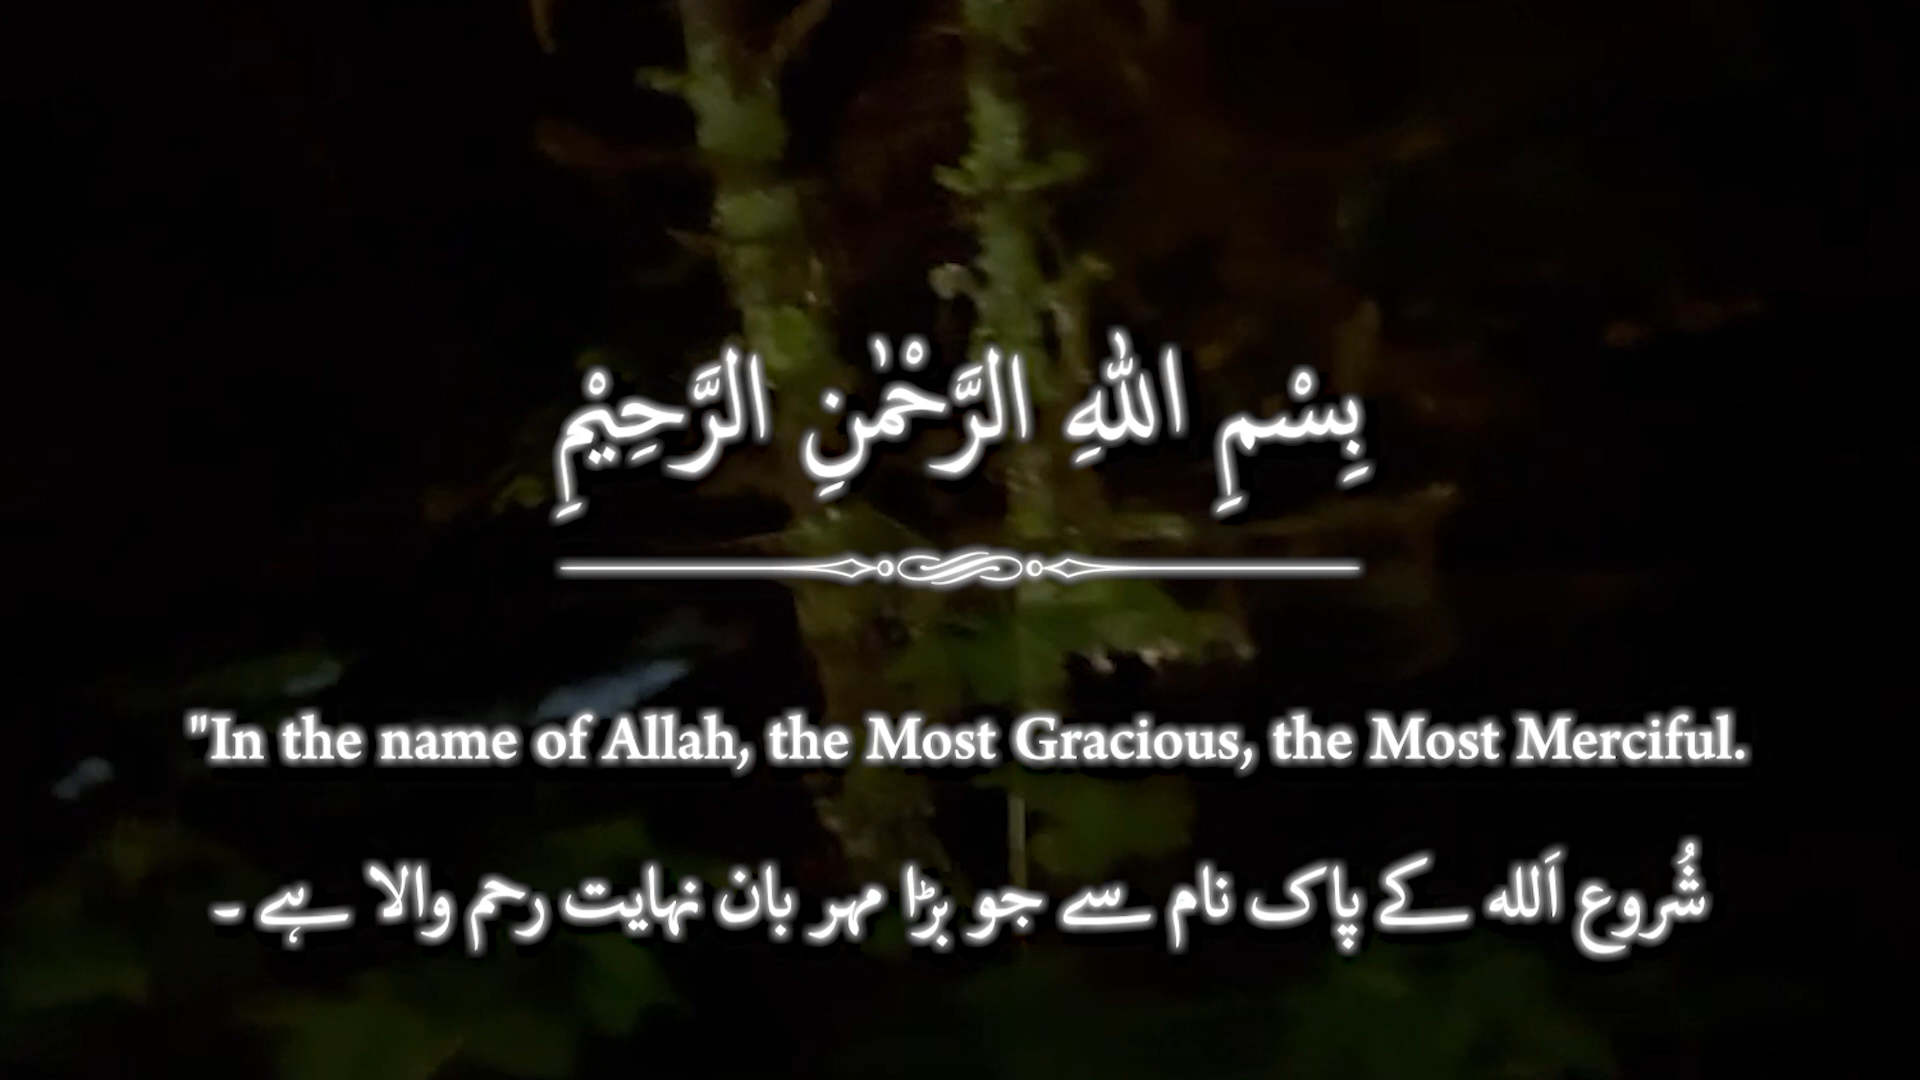 بِسْمِ اللّٰهِ الرَّحْمٰنِ الرَّحِيْمِ
"In the name of Allah, the Most Gracious, the Most Merciful.
شُروع اَلله کے پاک نام سے جو بڑا مہر بان نہایت رحم والا ہے ۔